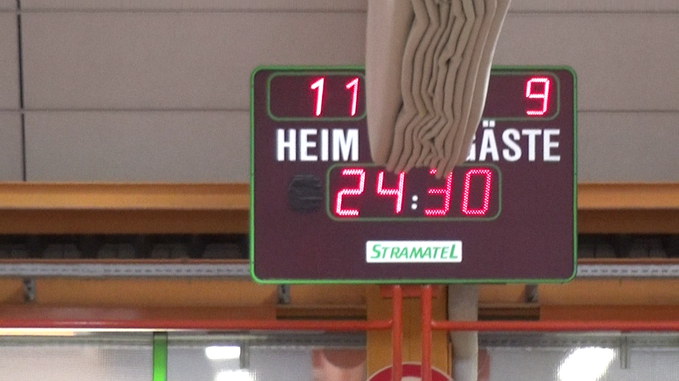 11 9
HEIM GÄSTE
24:30
STRAMATEL